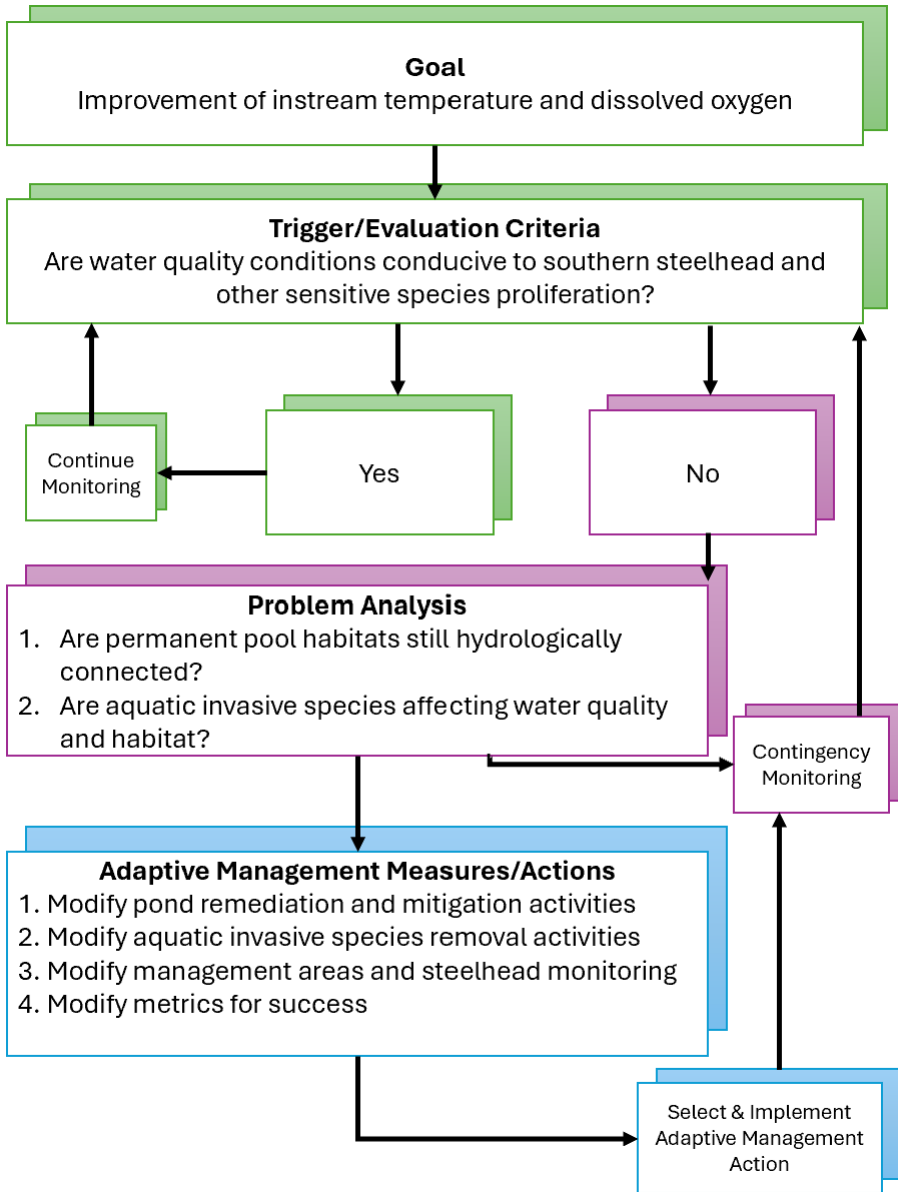 Goal
Improvement of instream temperature and dissolved oxygen
Trigger/Evaluation Criteria
Are water quality conditions conducive to southern steelhead and
other sensitive species proliferation?
Continue
Monitoring
Yes
No
Problem Analysis
1. Are permanent pool habitats still hydrologically
connected?
2. Are aquatic invasive species affecting water quality
and habitat?
Contingency
Monitoring
Adaptive Management Measures/Actions
1. Modify pond remediation and mitigation activities
2. Modify aquatic invasive species removal activities
3. Modify management areas and steelhead monitoring
4. Modify metrics for success
Select & Implement
Adaptive Management
Action